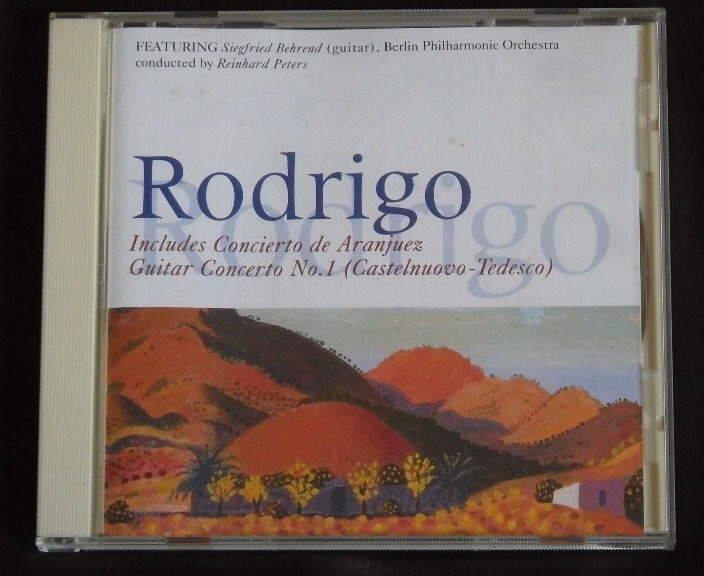 FEATURING Siegfried Behrend (guitar), Berlin Philharmonic Orchestra
conducted by Reinhard Peters
Rodrigo
Rodrigo
Includes Concierto de Aranjuez
Guitar Concerto No.1 (Castelnuovo-Tedesco)